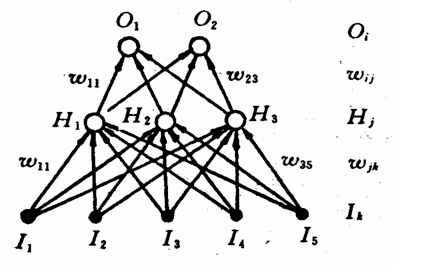 O₁ O₂ Oᵢ
w₁₁ w₂₃ wᵢⱼ
H₁ H₂ H₃ Hⱼ
w₁₁ w₃₅ wⱼₖ
I₁ I₂ I₃ I₄ I₅ Iₖ